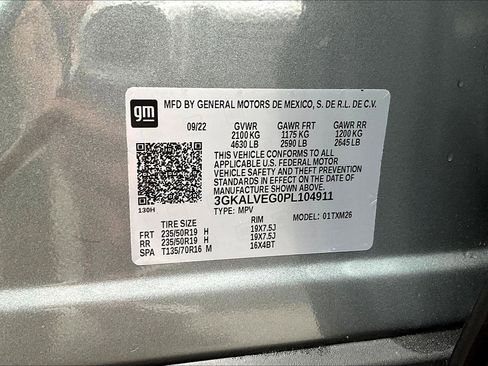 gm
MFD BY GENERAL MOTORS DE MEXICO, S. DE R.L. DE C.V.
09/22 GVWR GAWR FRT GAWR RR
2100 KG 1175 KG 1200 KG
4630 LB 2590 LB 2645 LB
THIS VEHICLE CONFORMS TO ALL
APPLICABLE U.S. FEDERAL MOTOR
VEHICLE SAFETY AND THEFT PREVENTION
STANDARDS IN EFFECT ON THE DATE OF
MANUFACTURE SHOWN ABOVE.
3GKALVEG0PL104911
130H TYPE: MPV
TIRE SIZE RIM MODEL: 01TXM26
FRT 235/50R19 H 19X7.5J
RR 235/50R19 H 19X7.5J
SPA T135/70R16 M 16X4BT